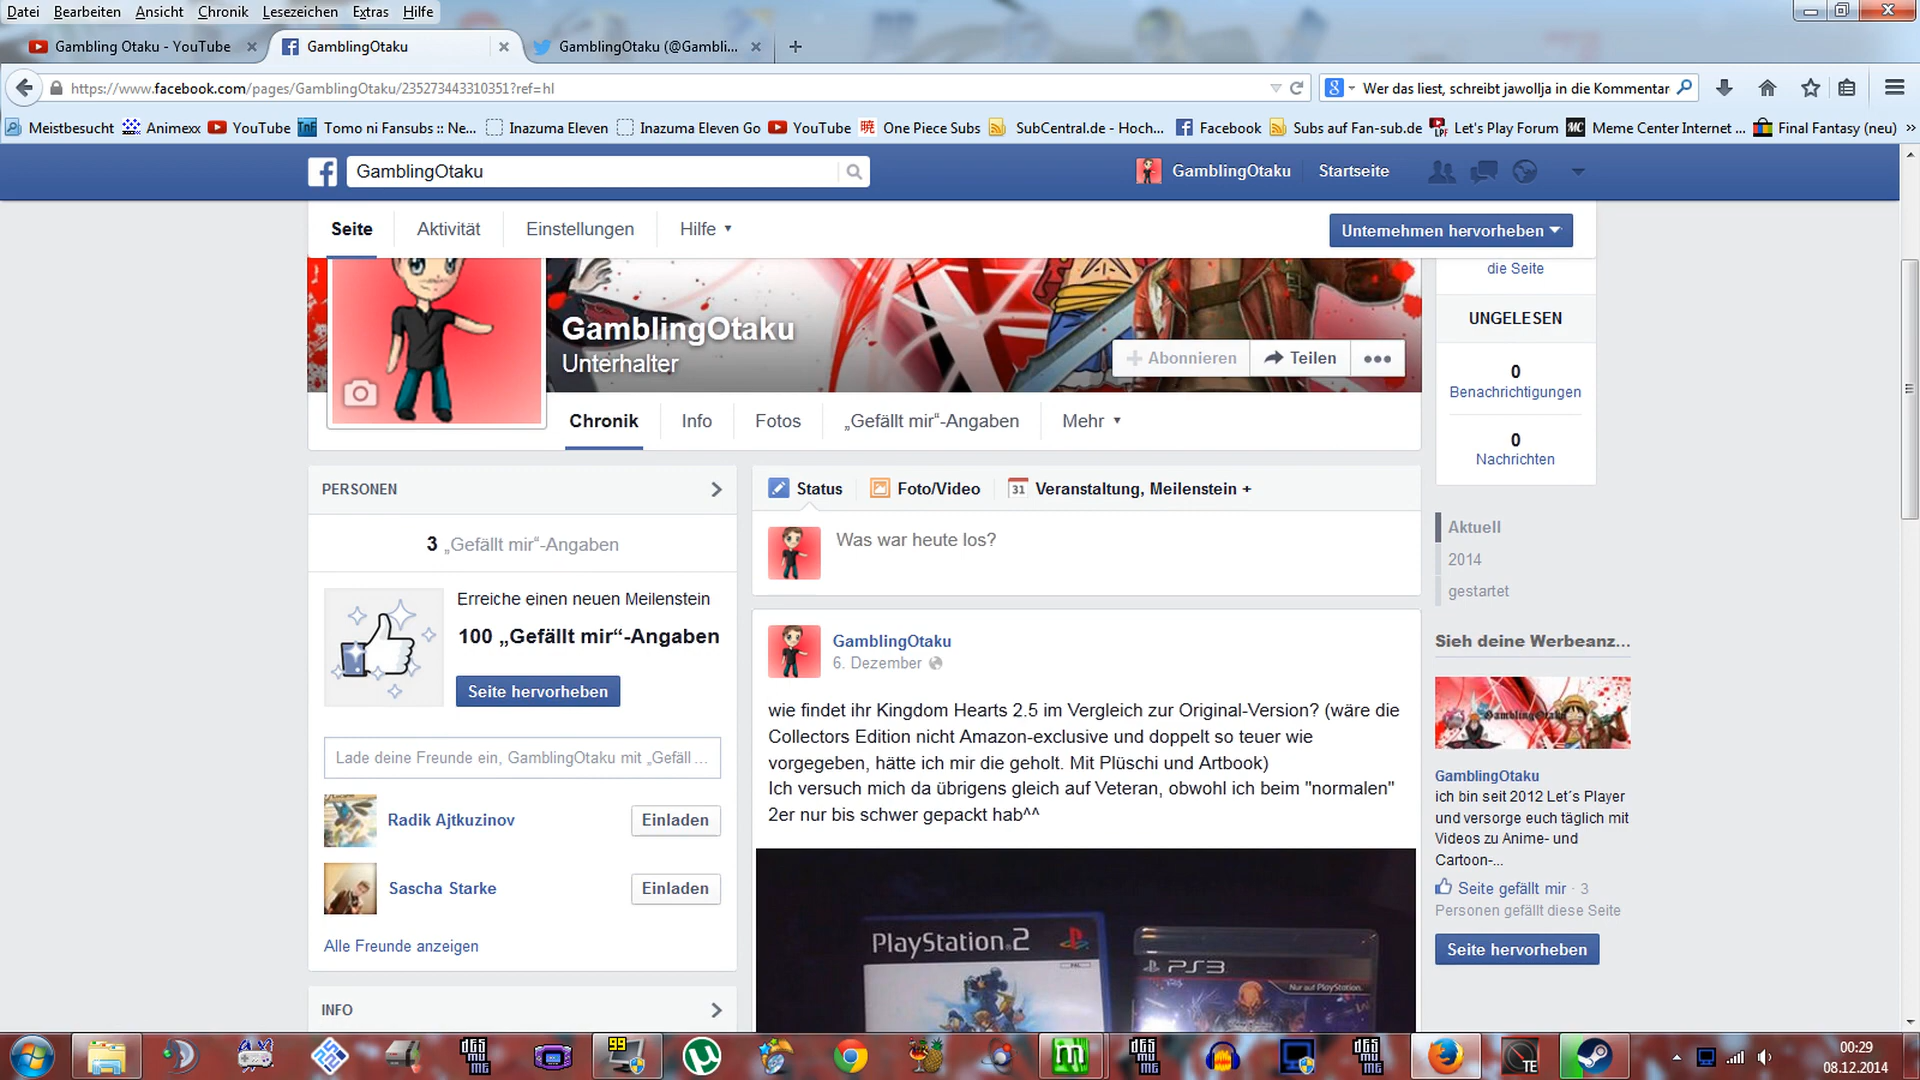 Datei Bearbeiten Ansicht Chronik Lesezeichen Extras Hilfe
Gambling Otaku - YouTube
GamblingOtaku
GamblingOtaku (@Gambli...
https://www.facebook.com/pages/GamblingOtaku/235273443310351?ref=hl
Wer das liest, schreibt jawollja in die Kommentar
Meistbesucht Animexx YouTube Tomo ni Fansubs :: Ne... Inazuma Eleven Inazuma Eleven Go YouTube One Piece Subs SubCentral.de - Hoch... Facebook Subs auf Fan-sub.de Let's Play Forum Meme Center Internet ... Final Fantasy (neu) »
GamblingOtaku
GamblingOtaku Startseite
Seite Aktivität Einstellungen Hilfe
Unternehmen hervorheben
die Seite
UNGELESEN
0
Benachrichtigungen
0
Nachrichten
GamblingOtaku
Unterhalter
Abonnieren Teilen
Chronik Info Fotos „Gefällt mir“-Angaben Mehr
PERSONEN
3 „Gefällt mir“-Angaben
Erreiche einen neuen Meilenstein
100 „Gefällt mir“-Angaben
Seite hervorheben
Lade deine Freunde ein, GamblingOtaku mit „Gefäll ...
Radik Ajtkuzinov Einladen
Sascha Starke Einladen
Alle Freunde anzeigen
INFO
Status Foto/Video 31 Veranstaltung, Meilenstein +
Was war heute los?
GamblingOtaku
6. Dezember
wie findet ihr Kingdom Hearts 2.5 im Vergleich zur Original-Version? (wäre die
Collectors Edition nicht Amazon-exclusive und doppelt so teuer wie
vorgegeben, hätte ich mir die geholt. Mit Plüschi und Artbook)
Ich versuch mich da übrigens gleich auf Veteran, obwohl ich beim "normalen"
2er nur bis schwer gepackt hab^^
PlayStation.2
PS3
Nur auf PlayStation.
Aktuell
2014
gestartet
Sieh deine Werbeanz...
GamblingOtaku
GamblingOtaku
ich bin seit 2012 Let´s Player
und versorge euch täglich mit
Videos zu Anime- und
Cartoon-...
Seite gefällt mir · 3
Personen gefällt diese Seite
Seite hervorheben
99
TE
00:29
08.12.2014